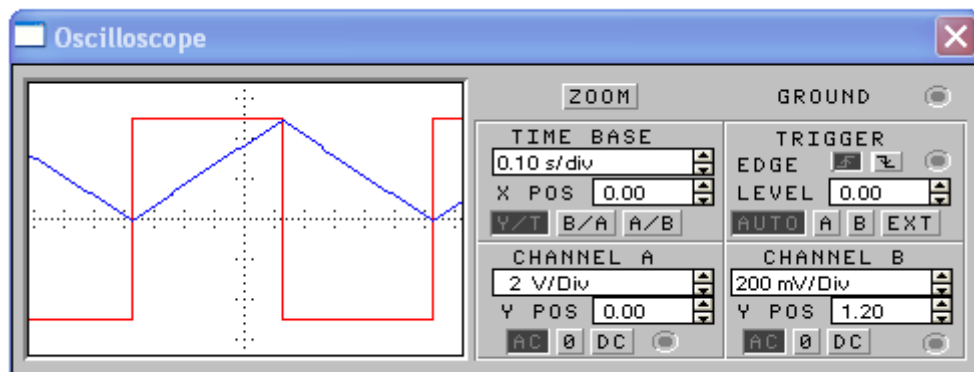 Oscilloscope
ZOOM GROUND
TIME BASE
0.10 s/div
X POS 0.00
Y/T B/A A/B
TRIGGER
EDGE
LEVEL 0.00
AUTO A B EXT
CHANNEL A
2 V/Div
Y POS 0.00
AC 0 DC
CHANNEL B
200 mV/Div
Y POS 1.20
AC 0 DC